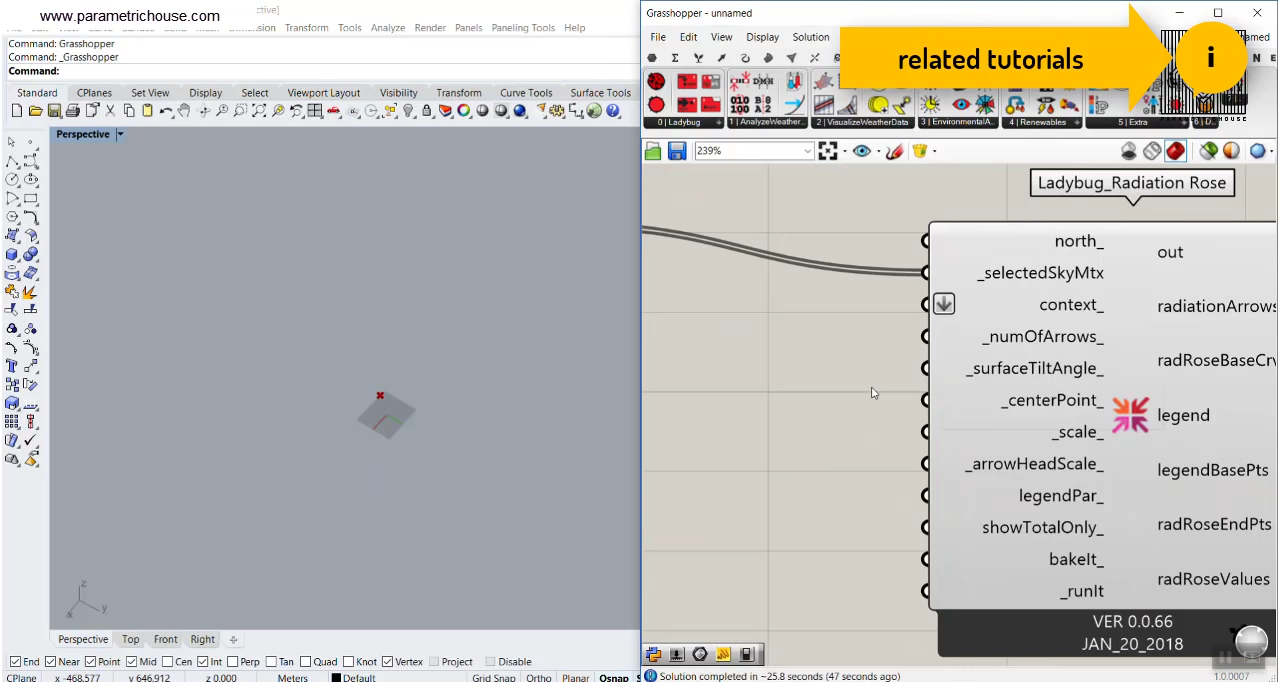 www.parametrichouse.com
Transform Tools Analyze Render Panels Paneling Tools Help
Command: Grasshopper
Command: _Grasshopper
Command:
Standard CPlanes Set View Display Select Viewport Layout Visibility Transform Curve Tools Surface Tools
Perspective
z
y
x
Perspective Top Front Right
End Near Point Mid Cen Int Perp Tan Quad Knot Vertex Project Disable
CPlane x -468.577 y 646.912 z 0.000 Meters Default Grid Snap Ortho Planar Osnap
Grasshopper - unnamed
File Edit View Display Solution
related tutorials
i
0 | Ladybug 1 | AnalyzeWeather... 2 | VisualizeWeatherData 3 | EnvironmentalA... 4 | Renewables 5 | Extra 6 | D...
239%
Ladybug_Radiation Rose
north_
_selectedSkyMtx
context_
_numOfArrows_
_surfaceTiltAngle_
_centerPoint_
_scale_
_arrowHeadScale_
legendPar_
showTotalOnly_
bakeIt_
_runIt
out
radiationArrows
radRoseBaseCrv
legend
legendBasePts
radRoseEndPts
radRoseValues
VER 0.0.66
JAN_20_2018
Solution completed in ~25.8 seconds (47 seconds ago)
1.0.0007